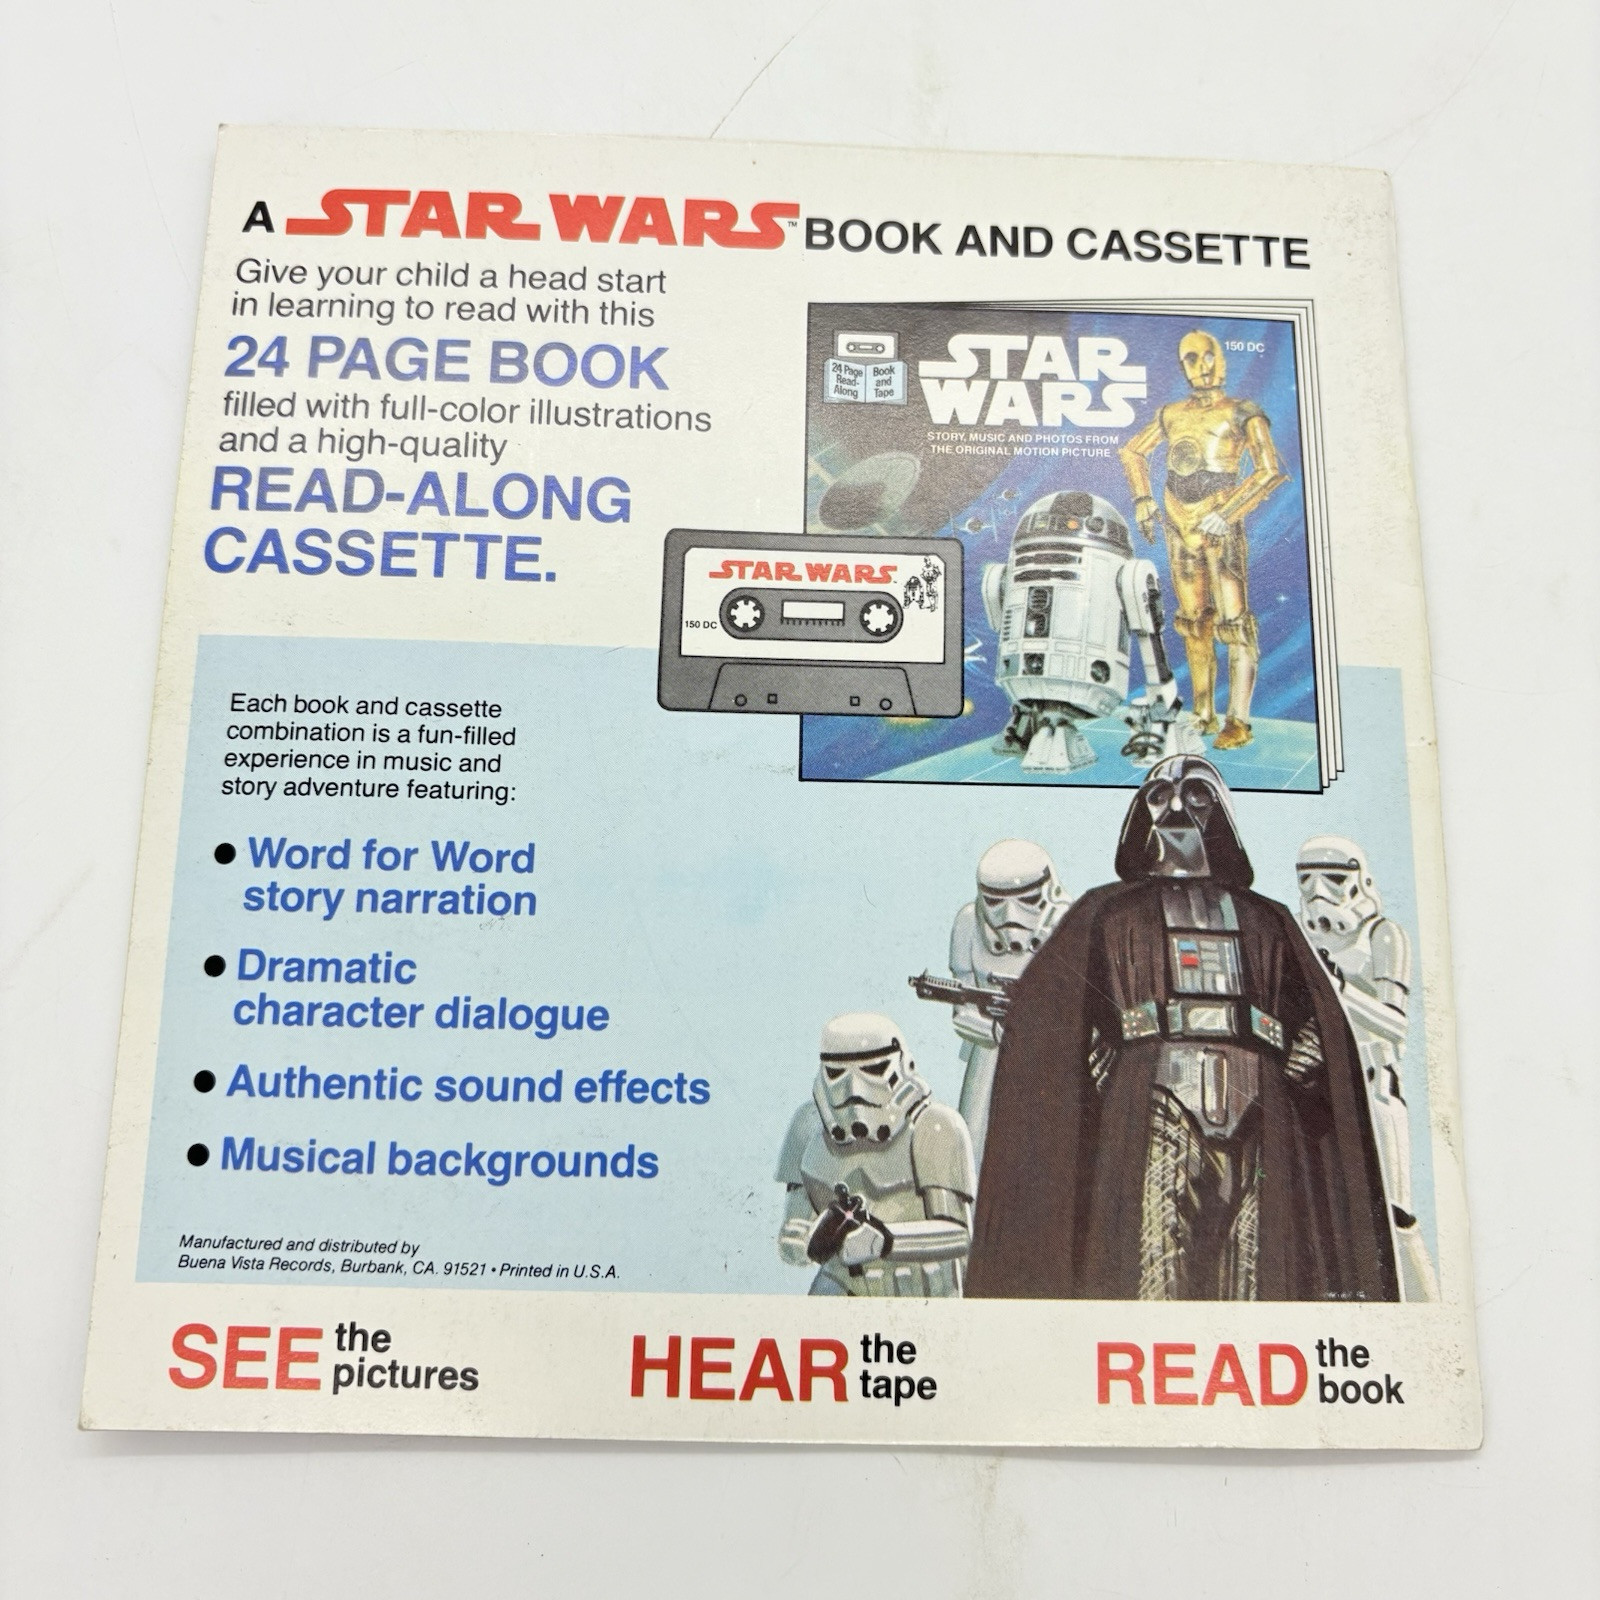 A STAR WARS™ BOOK AND CASSETTE
Give your child a head start
in learning to read with this
24 PAGE BOOK
filled with full-color illustrations
and a high-quality
READ-ALONG
CASSETTE.
24 Page
Read-
Along
Book
and
Tape
STAR
WARS
150 DC
STORY, MUSIC AND PHOTOS FROM
THE ORIGINAL MOTION PICTURE
STAR WARS
150 DC
Each book and cassette
combination is a fun-filled
experience in music and
story adventure featuring:
● Word for Word
story narration
● Dramatic
character dialogue
● Authentic sound effects
● Musical backgrounds
Manufactured and distributed by
Buena Vista Records, Burbank, CA. 91521 • Printed in U.S.A.
SEE the pictures
HEAR the tape
READ the book